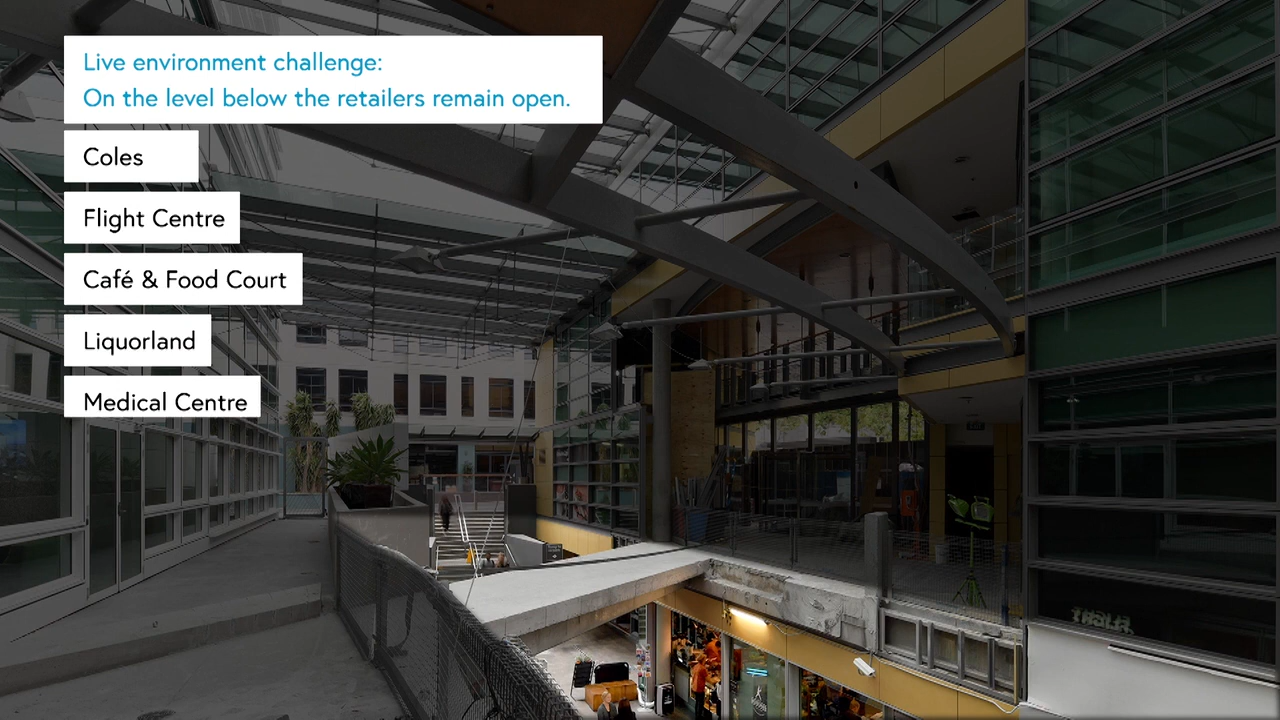 Live environment challenge:
On the level below the retailers remain open.
Coles
Flight Centre
Café & Food Court
Liquorland
Medical Centre